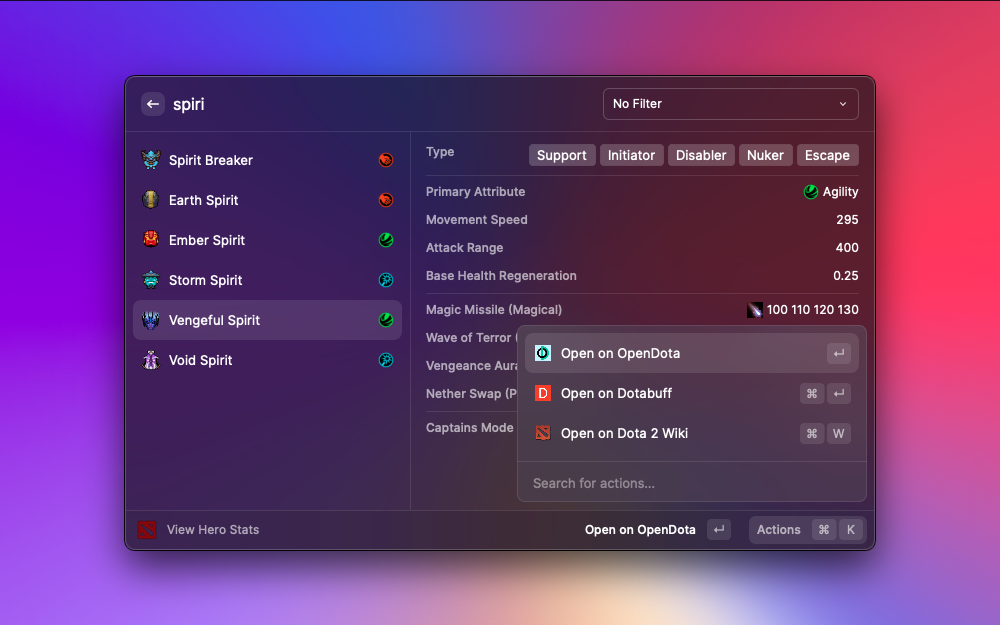 spiri
No Filter
Spirit Breaker
Earth Spirit
Ember Spirit
Storm Spirit
Vengeful Spirit
Void Spirit
Type Support Initiator Disabler Nuker Escape
Primary Attribute Agility
Movement Speed 295
Attack Range 400
Base Health Regeneration 0.25
Magic Missile (Magical) 100 110 120 130
Wave of Terror (
Vengeance Aura
Nether Swap (P
Captains Mode
Open on OpenDota ↵
D Open on Dotabuff ⌘ ↵
Open on Dota 2 Wiki ⌘ W
Search for actions...
View Hero Stats
Open on OpenDota ↵
Actions ⌘ K